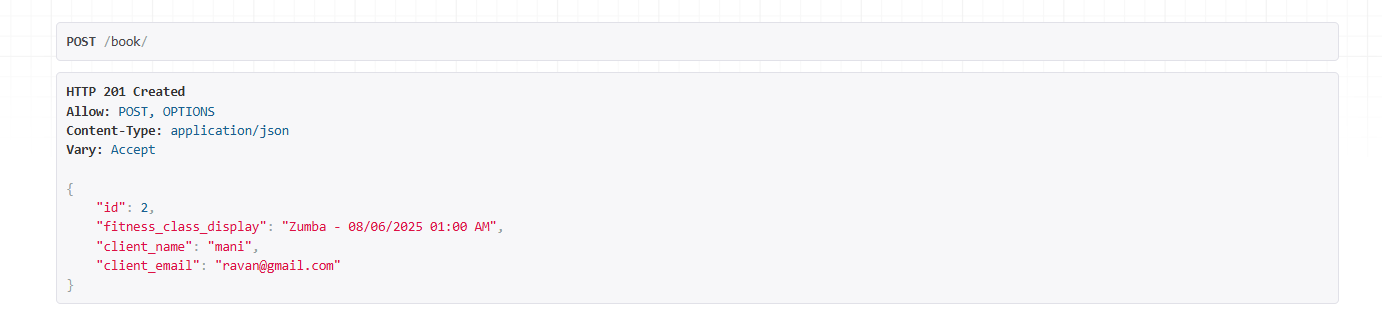 POST /book/
HTTP 201 Created
Allow: POST, OPTIONS
Content-Type: application/json
Vary: Accept
{
    "id": 2,
    "fitness_class_display": "Zumba - 08/06/2025 01:00 AM",
    "client_name": "mani",
    "client_email": "ravan@gmail.com"
}